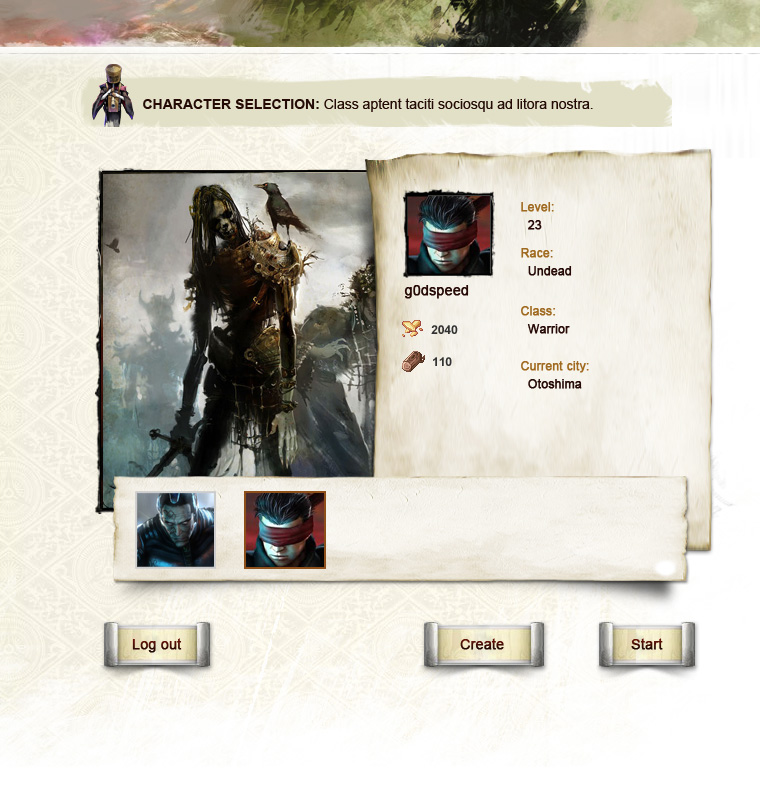 CHARACTER SELECTION: Class aptent taciti sociosqu ad litora nostra.
g0dspeed
2040
110
Level:
23
Race:
Undead
Class:
Warrior
Current city:
Otoshima
Log out
Create
Start